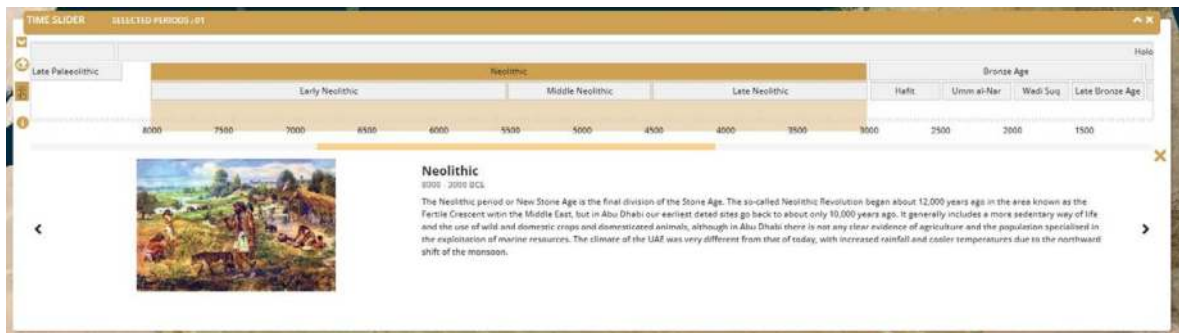 TIME SLIDER SELECTED PERIODS : 01
Holo
Late Palaeolithic Neolithic Bronze Age
Early Neolithic Middle Neolithic Late Neolithic Hafit Umm al-Nar Wadi Suq Late Bronze Age
8000 7500 7000 6500 6000 5500 5000 4500 4000 3500 3000 2500 2000 1500
Neolithic
8000 - 3000 BCE
The Neolithic period or New Stone Age is the final division of the Stone Age. The so-called Neolithic Revolution began about 12,000 years ago in the area known as the
Fertile Crescent witin the Middle East, but in Abu Dhabi our earliest deted sites go back to about only 10,000 years ago. It generally includes a more sedentary way of life
and the use of wild and domestic crops and domesticated animals, although in Abu Dhabi there is not any clear evidence of agriculture and the population specialised in
the exploitation of marine resources. The climate of the UAE was very different from that of today, with increased rainfall and cooler temperatures due to the northward
shift of the monsoon.